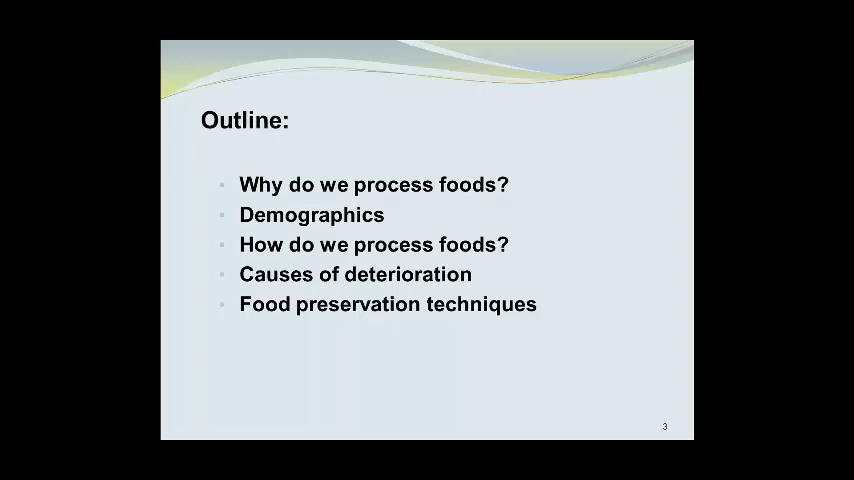 Outline:
Why do we process foods?
Demographics
How do we process foods?
Causes of deterioration
Food preservation techniques
3